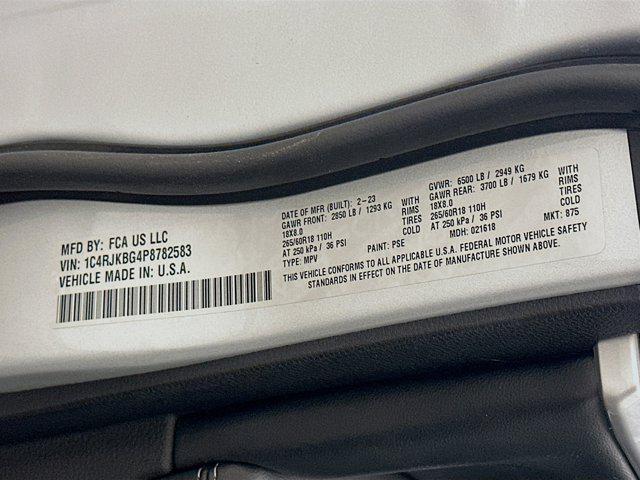 MFD BY: FCA US LLC
VIN: 1C4RJKBG4P8782583
VEHICLE MADE IN U.S.A.
DATE OF MFR (BUILT): 2-23 GVWR: 6500 LB / 2949 KG
GAWR FRONT: 2850 LB / 1293 KG WITH GAWR REAR: 3700 LB / 1679 KG WITH
18X8.0 RIMS 18X8.0 RIMS
265/60R18 110H TIRES 265/60R18 110H TIRES
AT 250 kPa / 36 PSI COLD AT 250 kPa / 36 PSI COLD
TYPE: MPV PAINT: PSE MDH: 021618 MKT: 875
THIS VEHICLE CONFORMS TO ALL APPLICABLE U.S.A. FEDERAL MOTOR VEHICLE SAFETY
STANDARDS IN EFFECT ON THE DATE OF MANUFACTURE SHOWN ABOVE.